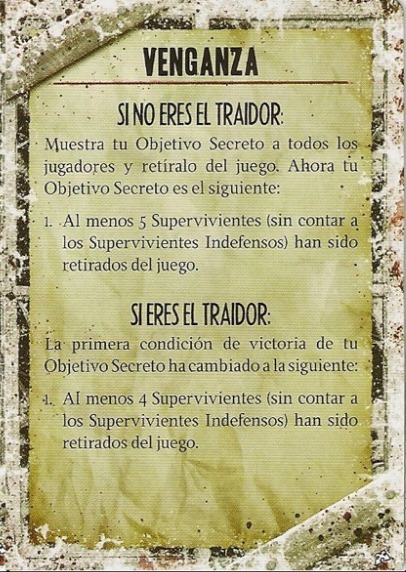 VENGANZA
SI NO ERES EL TRAIDOR:
Muestra tu Objetivo Secreto a todos los
jugadores y retíralo del juego. Ahora tu
Objetivo Secreto es el siguiente:
1. Al menos 5 Supervivientes (sin contar a
los Supervivientes Indefensos) han sido
retirados del juego.
SI ERES EL TRAIDOR:
La primera condición de victoria de tu
Objetivo Secreto ha cambiado a la siguiente:
1. Al menos 4 Supervivientes (sin contar a
los Supervivientes Indefensos) han sido
retirados del juego.